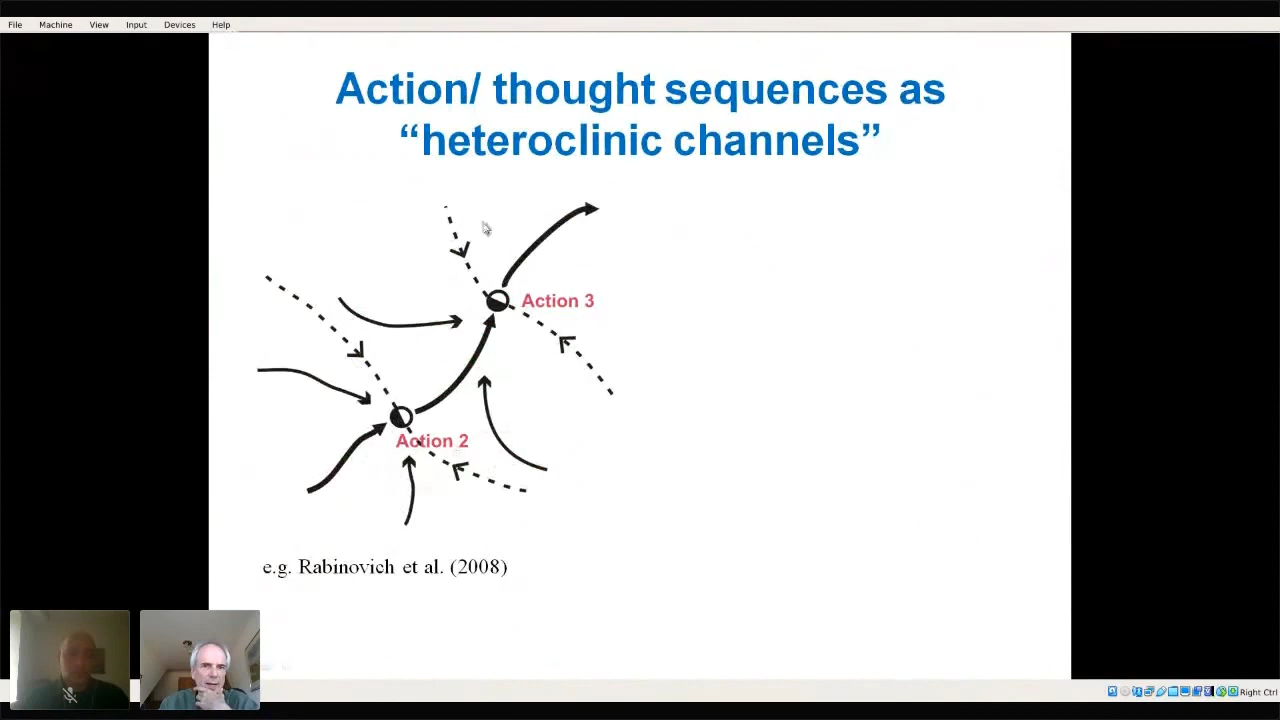 File Machine View Input Devices Help
Action/ thought sequences as
“heteroclinic channels”
Action 3
Action 2
e.g. Rabinovich et al. (2008)
Right Ctrl